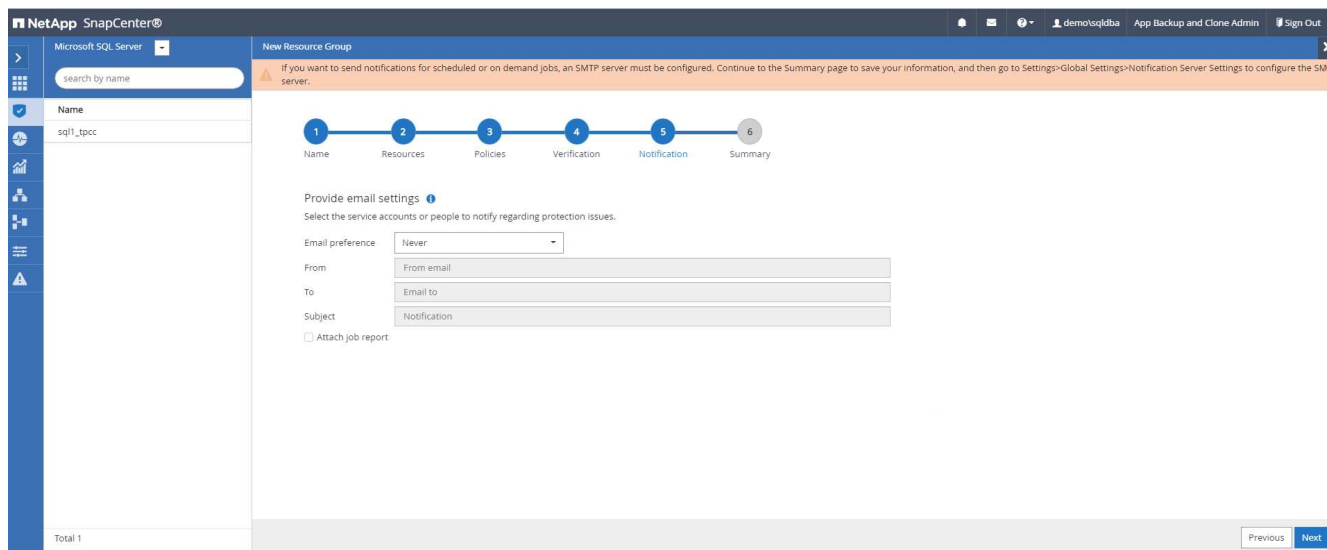 NetApp SnapCenter®
demo\sqldba App Backup and Clone Admin Sign Out
Microsoft SQL Server
search by name
Name
sql1_tpcc
Total 1
New Resource Group
If you want to send notifications for scheduled or on demand jobs, an SMTP server must be configured. Continue to the Summary page to save your information, and then go to Settings>Global Settings>Notification Server Settings to configure the SM
server.
1 2 3 4 5 6
Name Resources Policies Verification Notification Summary
Provide email settings
Select the service accounts or people to notify regarding protection issues.
Email preference Never
From From email
To Email to
Subject Notification
Attach job report
Previous Next